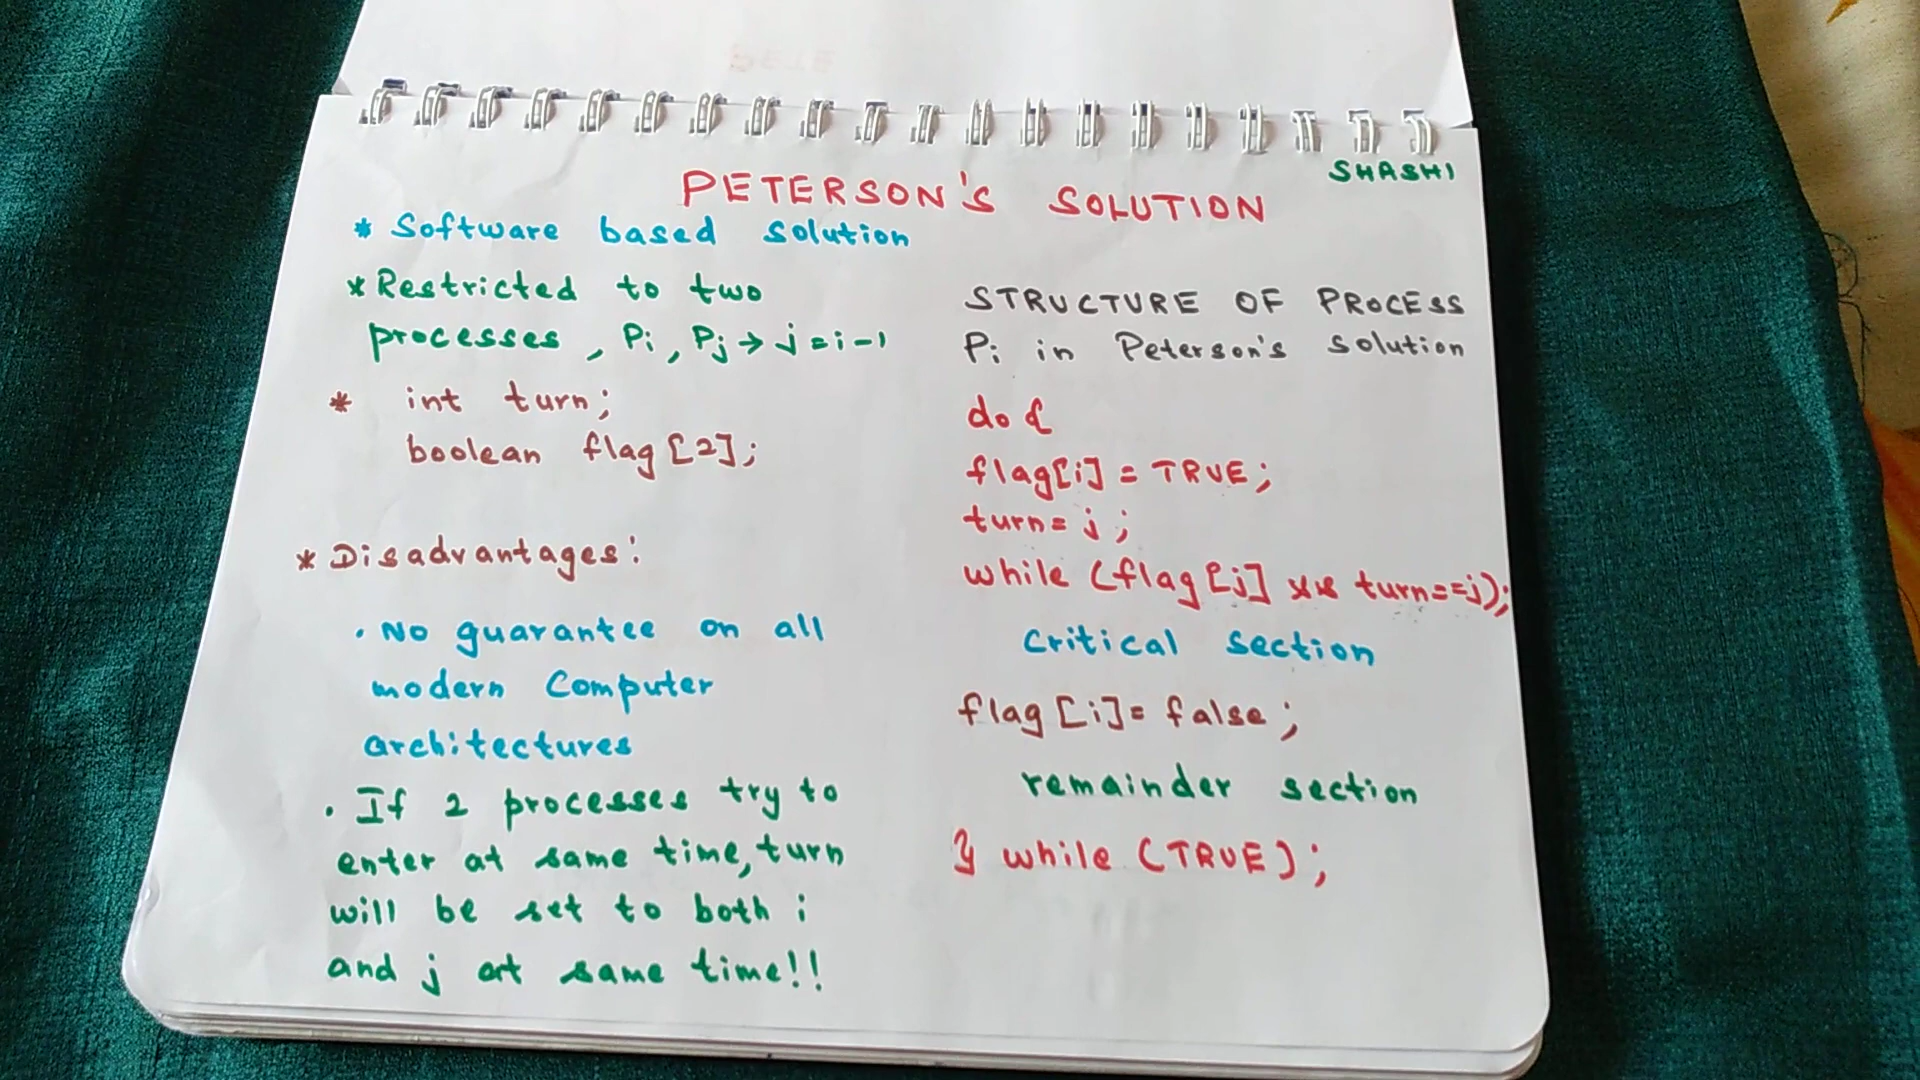 SHASHI
PETERSON'S SOLUTION
* Software based solution
* Restricted to two
processes, Pi, Pj → j = i - 1
* int turn;
boolean flag [2];
* Disadvantages:
. No guarantee on all
modern Computer
architectures
. If 2 processes try to
enter at same time, turn
will be set to both i
and j at same time!!
STRUCTURE OF PROCESS
Pi in Peterson's solution
do {
flag[i] = TRUE;
turn = j;
while (flag [j] && turn==j);
Critical section
flag [i] = false;
remainder section
} while (TRUE);